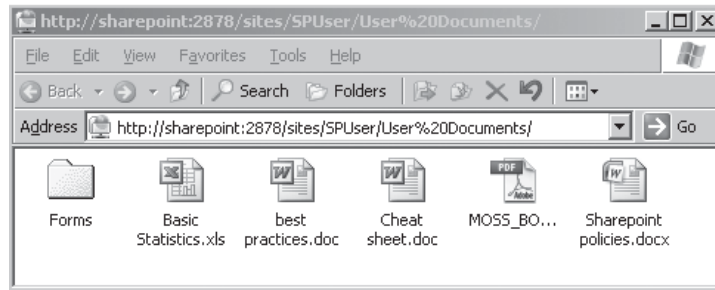 http://sharepoint:2878/sites/SPUser/User%20Documents/
File Edit View Favorites Tools Help
Back Search Folders
Address http://sharepoint:2878/sites/SPUser/User%20Documents/ Go
PDF
Adobe
Forms Basic best Cheat MOSS_BO... Sharepoint
Statistics.xls practices.doc sheet.doc policies.docx